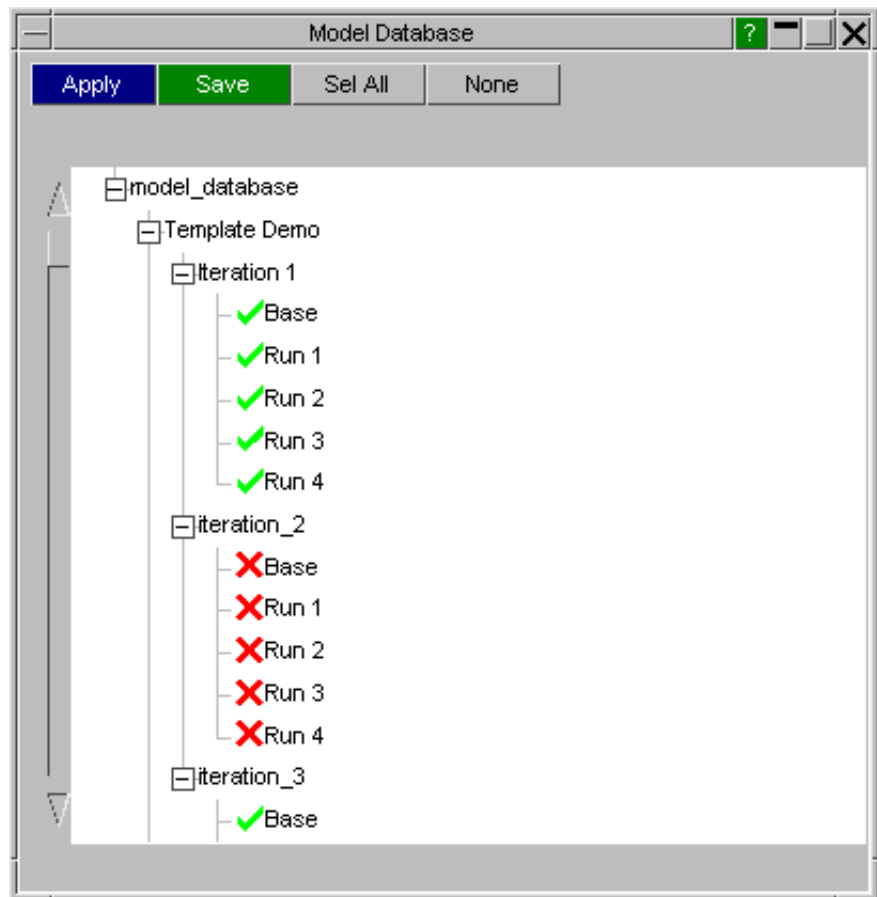 Model Database ?
Apply Save Sel All None
model_database
Template Demo
Iteration 1
Base
Run 1
Run 2
Run 3
Run 4
iteration_2
Base
Run 1
Run 2
Run 3
Run 4
iteration_3
Base